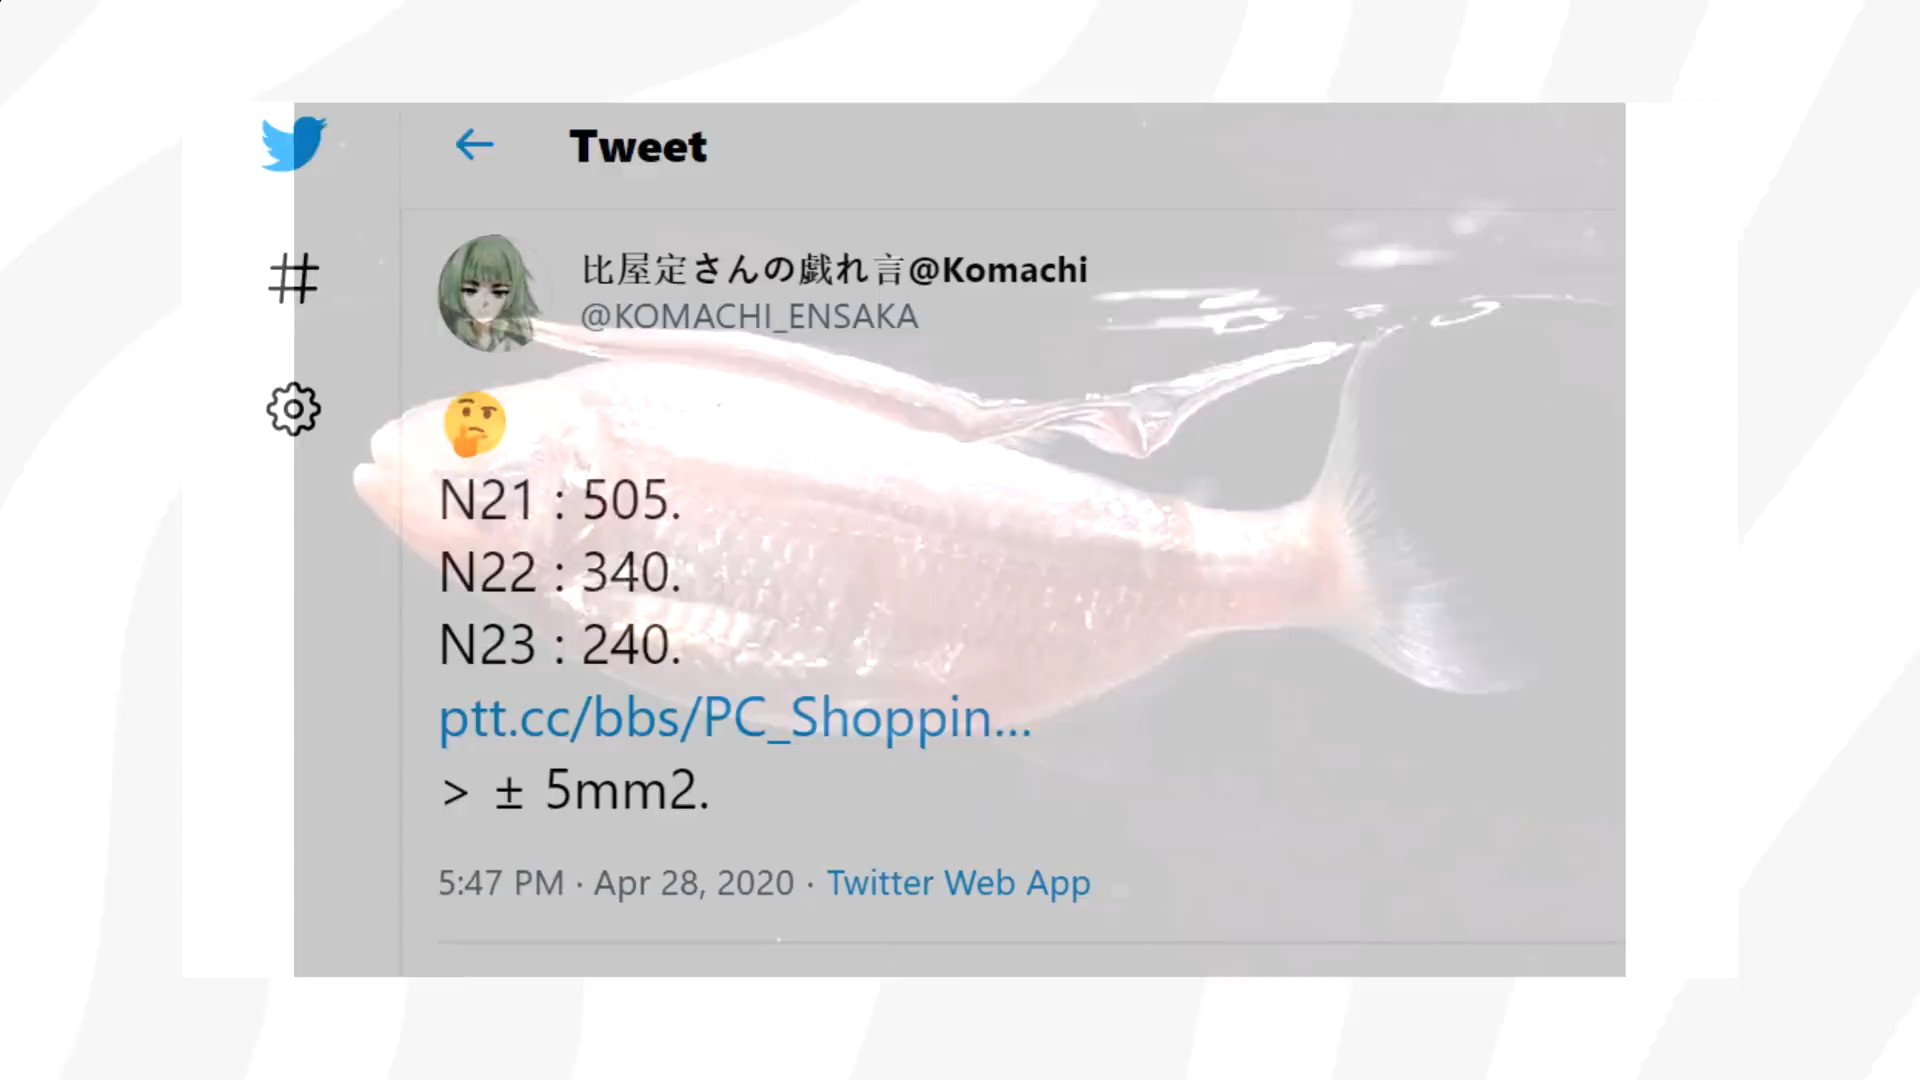 Tweet
比屋定さんの戯れ言@Komachi
@KOMACHI_ENSAKA
🤔
N21 : 505.
N22 : 340.
N23 : 240.
ptt.cc/bbs/PC_Shoppin...
> ± 5mm2.
5:47 PM · Apr 28, 2020 · Twitter Web App